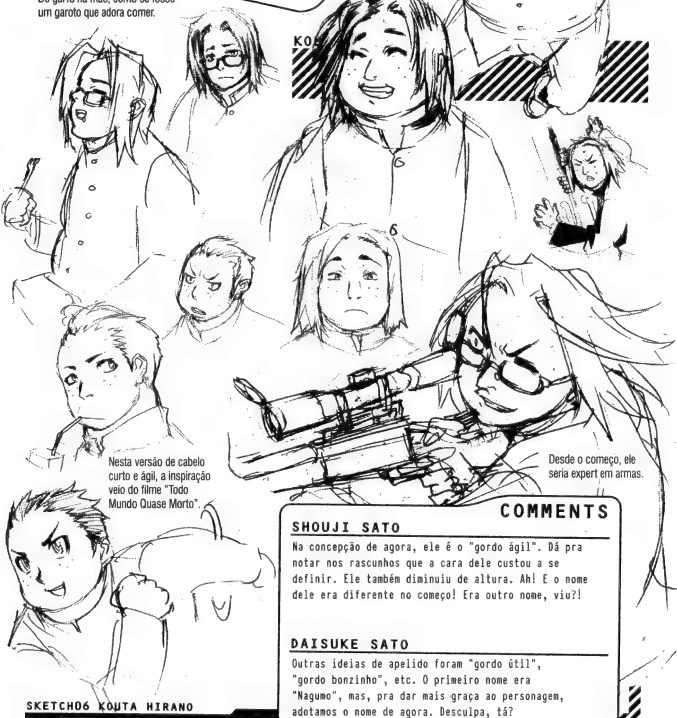 De garfo na mão, como se fosse
um garoto que adora comer.
Nesta versão de cabelo
curto e ágil, a inspiração
veio do filme "Todo
Mundo Quase Morto".
Desde o começo, ele
seria expert em armas.
COMMENTS
SHOUJI SATO
Na concepção de agora, ele é o "gordo ágil". Dá pra
notar nos rascunhos que a cara dele custou a se
definir. Ele também diminuiu de altura. Ah! E o nome
dele era diferente no começo! Era outro nome, viu?!
DAISUKE SATO
Outras ideias de apelido foram "gordo útil",
"gordo bonzinho", etc. O primeiro nome era
"Nagumo", mas, pra dar mais graça ao personagem,
adotamos o nome de agora. Desculpa, tá?
SKETCH06 KOUTA HIRANO